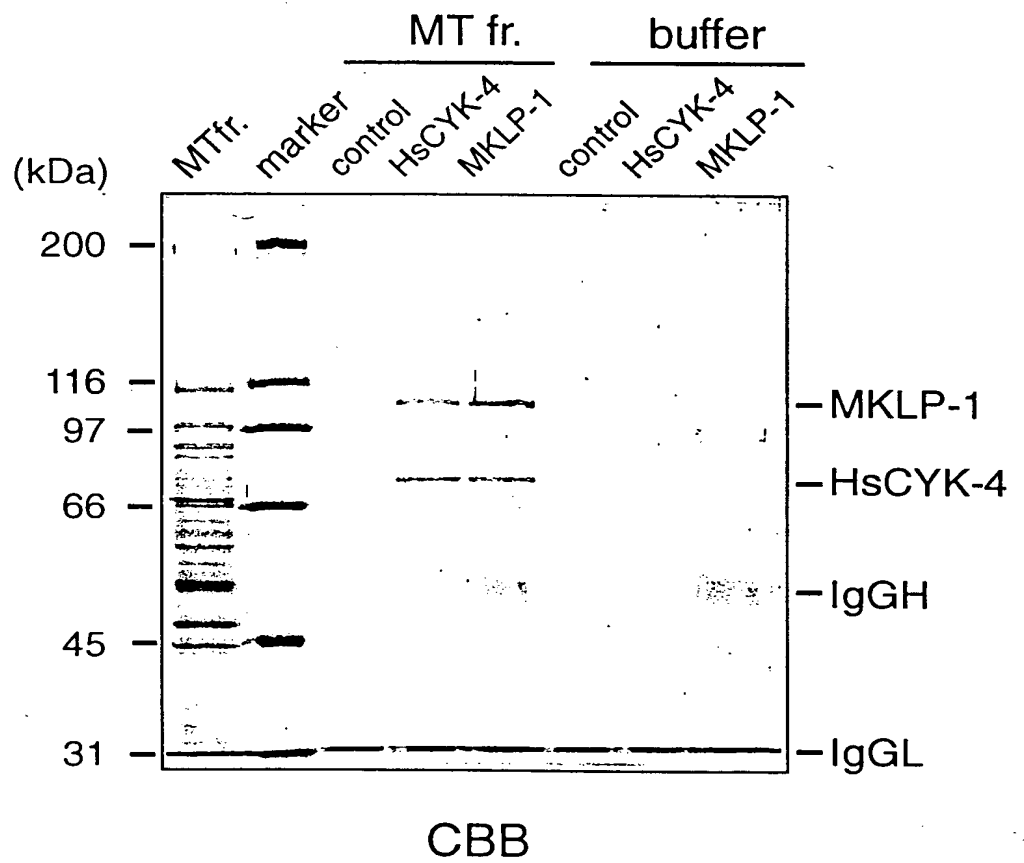 MT fr. buffer
MTfr. marker control HsCYK-4 MKLP-1 control HsCYK-4 MKLP-1
(kDa)
200
116
MKLP-1
97
HsCYK-4
66
IgGH
45
31
IgGL
CBB